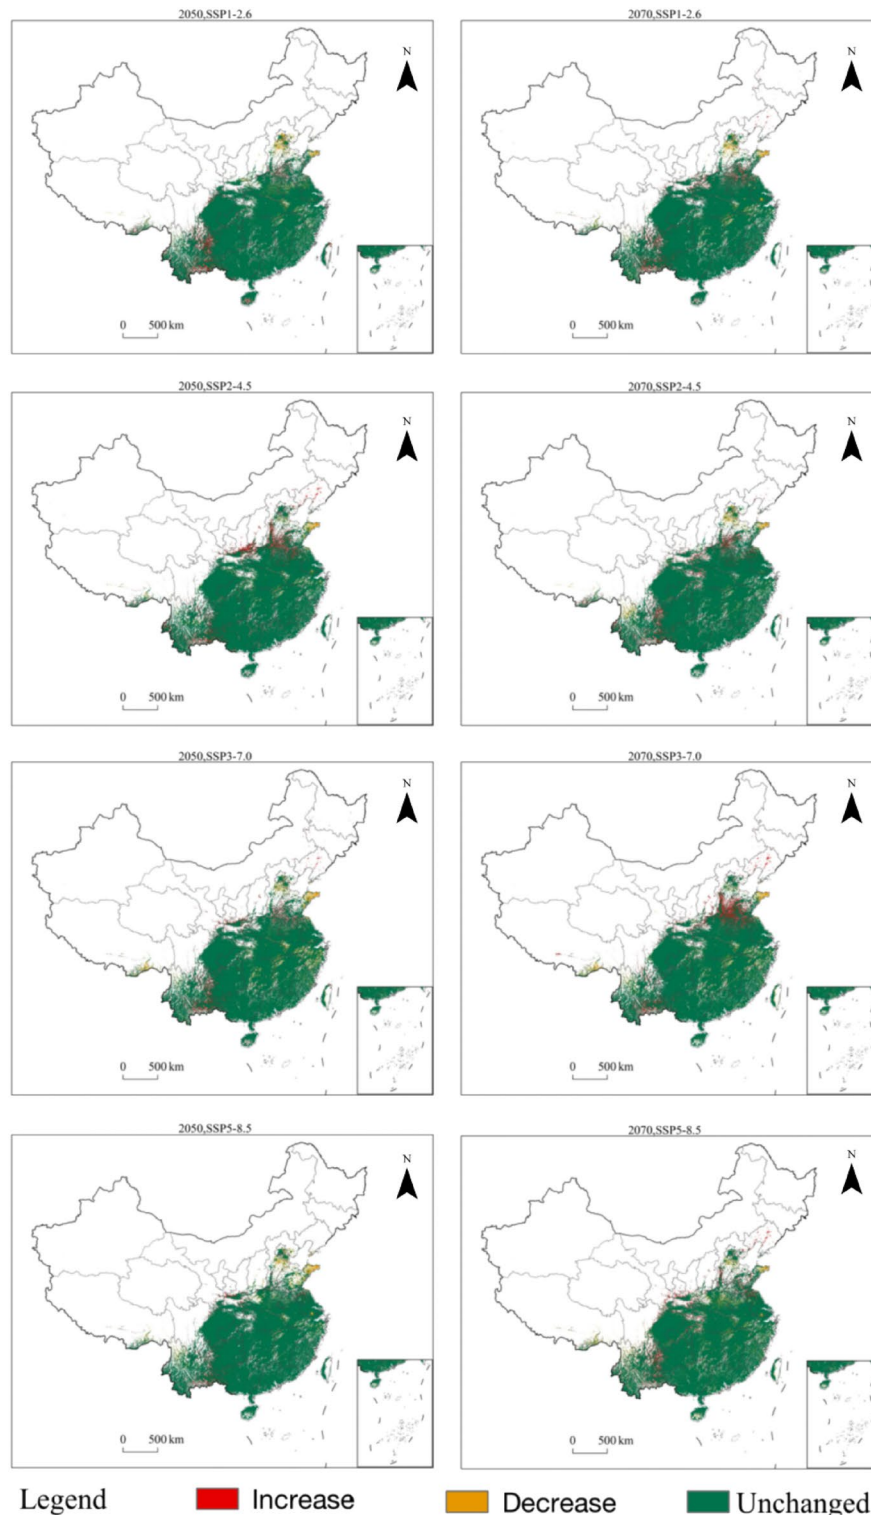 2050,SSP1-2.6
2070,SSP1-2.6
N
N
0 500 km
0 500 km
2050,SSP2-4.5
2070,SSP2-4.5
N
N
0 500 km
0 500 km
2050,SSP3-7.0
2070,SSP3-7.0
N
N
0 500 km
0 500 km
2050,SSP5-8.5
2070,SSP5-8.5
N
N
0 500 km
0 500 km
Legend Increase Decrease Unchanged